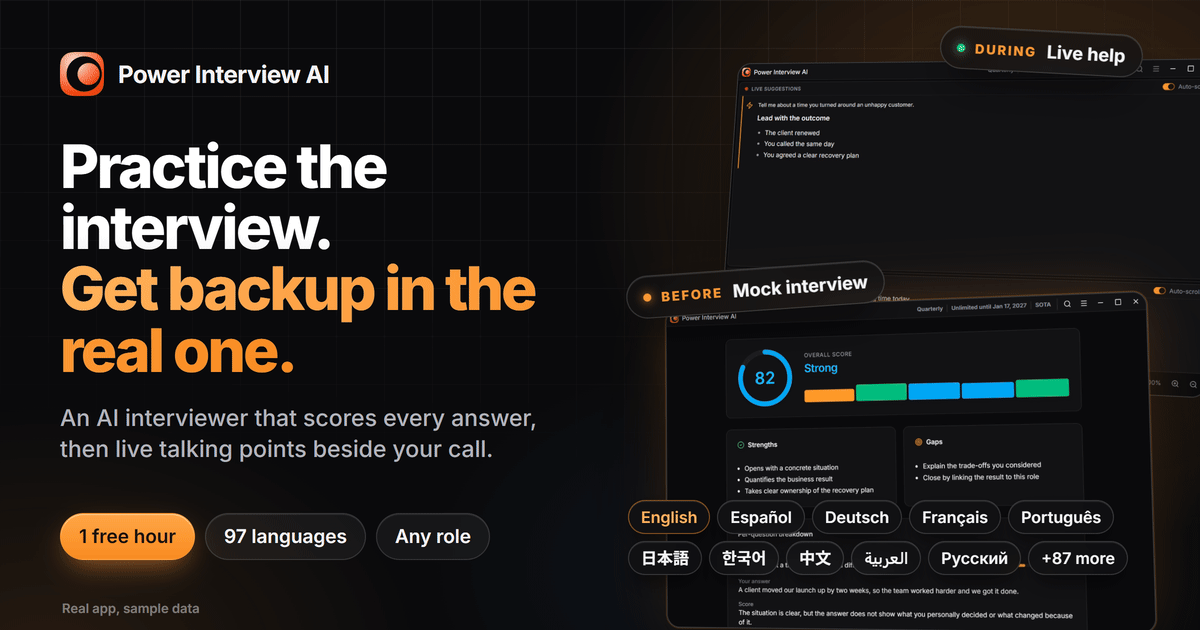 Power Interview AI
Practice the
interview.
Get backup in the
real one.
An AI interviewer that scores every answer,
then live talking points beside your call.
1 free hour
97 languages
Any role
Real app, sample data
DURING Live help
Power Interview AI
LIVE SUGGESTIONS
Auto-sc
Tell me about a time you turned around an unhappy customer.
Lead with the outcome
• The client renewed
• You called the same day
• You agreed a clear recovery plan
BEFORE Mock interview
time today
Auto-scrol
Power Interview AI
Quarterly
Unlimited until Jan 17, 2027
SOTA
82
OVERALL SCORE
Strong
Strengths
• Opens with a concrete situation
• Quantifies the business result
• Takes clear ownership of the recovery plan
Gaps
• Explain the trade-offs you considered
• Close by linking the result to this role
English
Español
Deutsch
Français
Português
Per-question breakdown
日本語
한국어
中文
العربية
Русский
+87 more
Your answer
A client moved our launch up by two weeks, so the team worked harder and we got it done.
Score
The situation is clear, but the answer does not show what you personally decided or what changed because
of it.